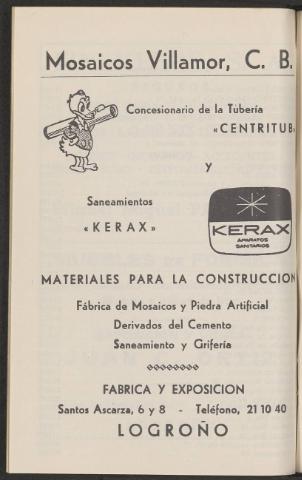 Mosaicos Villamor, C. B.
Concesionario de la Tubería
«CENTRITUB
y
Saneamientos
«KERAX»
KERAX
APARATOS
SANITARIOS
MATERIALES PARA LA CONSTRUCCION
Fábrica de Mosaicos y Piedra Artificial
Derivados del Cemento
Saneamiento y Grifería
FABRICA Y EXPOSICION
Santos Ascarza, 6 y 8 - Teléfono, 21 10 40
LOGROÑO